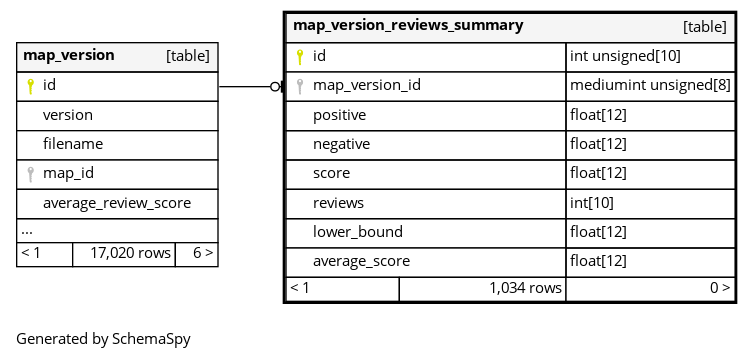 map_version [table]
id
version
filename
map_id
average_review_score
...
< 1 17,020 rows 6 >
map_version_reviews_summary [table]
id int unsigned[10]
map_version_id mediumint unsigned[8]
positive float[12]
negative float[12]
score float[12]
reviews int[10]
lower_bound float[12]
average_score float[12]
< 1 1,034 rows 0 >
Generated by SchemaSpy